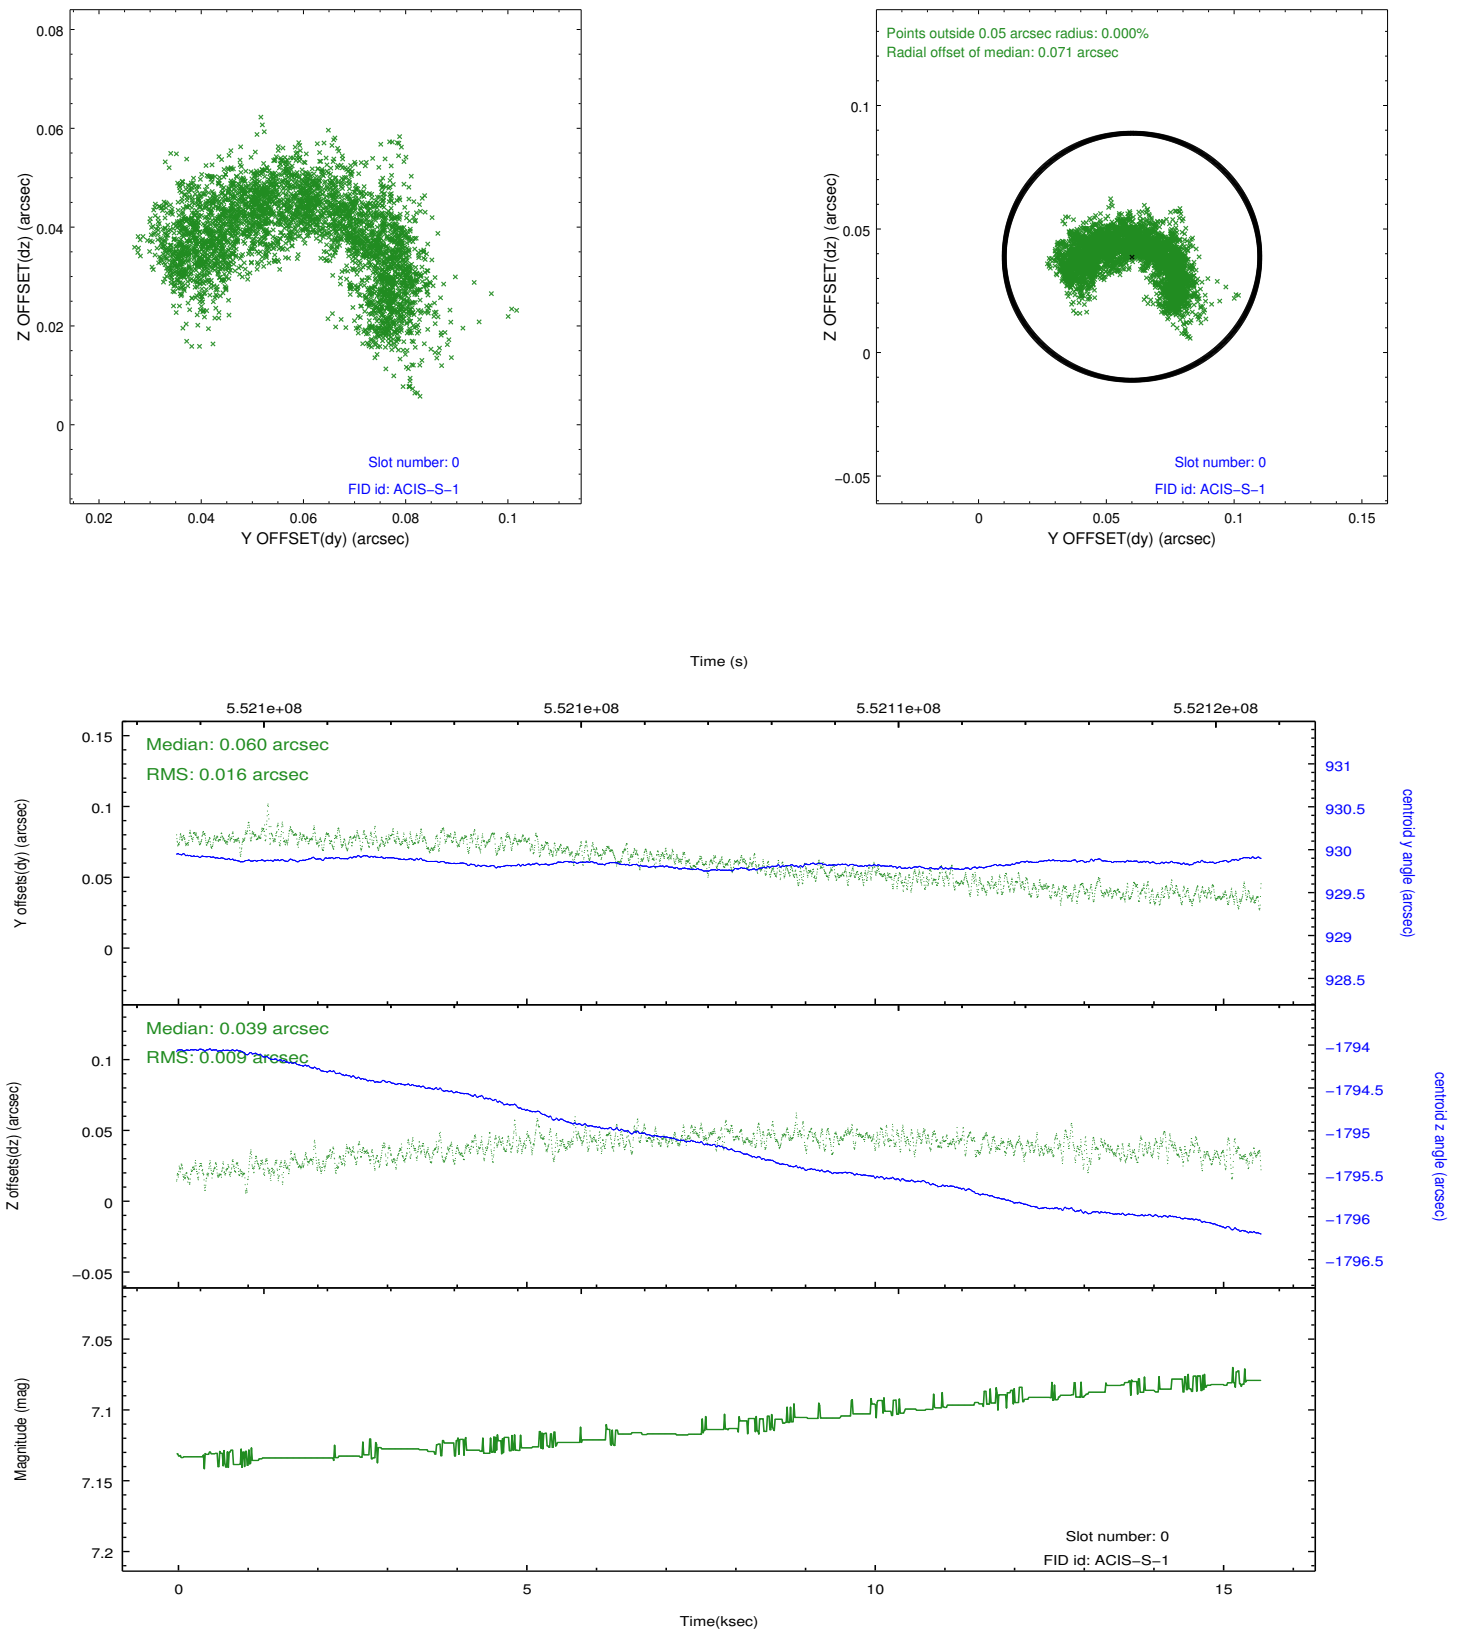 0.08
0.06
0.04
0.02
0
Z OFFSET(dz) (arcsec)
Slot number: 0
FID id: ACIS−S−1
0.02 0.04 0.06 0.08 0.1
Y OFFSET(dy) (arcsec)
Points outside 0.05 arcsec radius: 0.000%
Radial offset of median: 0.071 arcsec
0.1
0.05
0
−0.05
Z OFFSET(dz) (arcsec)
Slot number: 0
FID id: ACIS−S−1
0 0.05 0.1 0.15
Y OFFSET(dy) (arcsec)
Time (s)
5.521e+08 5.521e+08 5.5211e+08 5.5212e+08
Median: 0.060 arcsec
RMS: 0.016 arcsec
0.15
0.1
0.05
0
Y offsets(dy) (arcsec)
931
930.5
930
929.5
929
928.5
centroid y angle (arcsec)
Median: 0.039 arcsec
RMS: 0.009 arcsec
0.1
0.05
0
−0.05
Z offsets(dz) (arcsec)
−1794
−1794.5
−1795
−1795.5
−1796
−1796.5
centroid z angle (arcsec)
7.05
7.1
7.15
7.2
Magnitude (mag)
Slot number: 0
FID id: ACIS−S−1
0 5 10 15
Time(ksec)